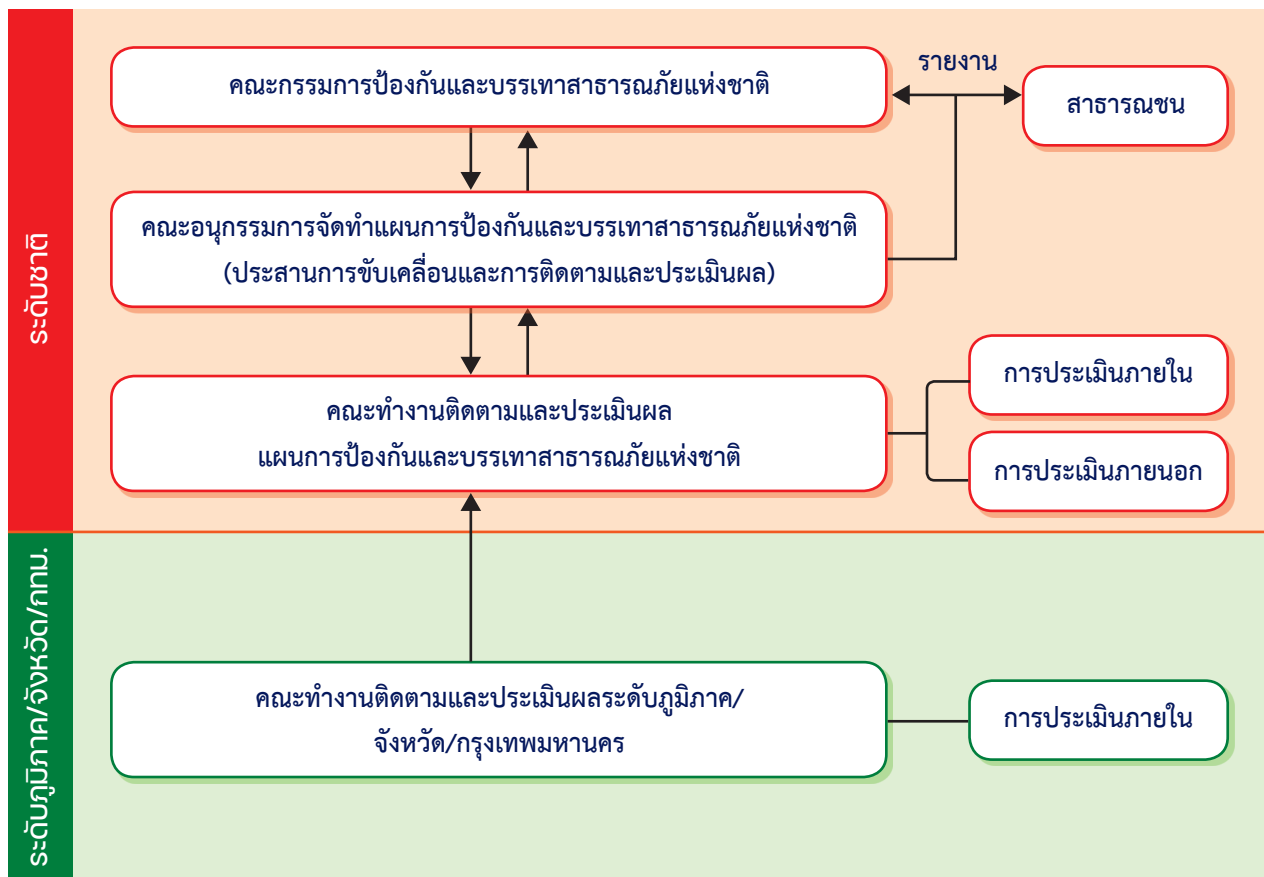 ระดับชาติ
คณะกรรมการป้องกันและบรรเทาสาธารณภัยแห่งชาติ
รายงาน
สาธารณชน
คณะอนุกรรมการจัดทำแผนการป้องกันและบรรเทาสาธารณภัยแห่งชาติ
(ประสานการขับเคลื่อนและการติดตามและประเมินผล)
คณะทำงานติดตามและประเมินผล
แผนการป้องกันและบรรเทาสาธารณภัยแห่งชาติ
การประเมินภายใน
การประเมินภายนอก
ระดับภูมิภาค/จังหวัด/กทม.
คณะทำงานติดตามและประเมินผลระดับภูมิภาค/
จังหวัด/กรุงเทพมหานคร
การประเมินภายใน